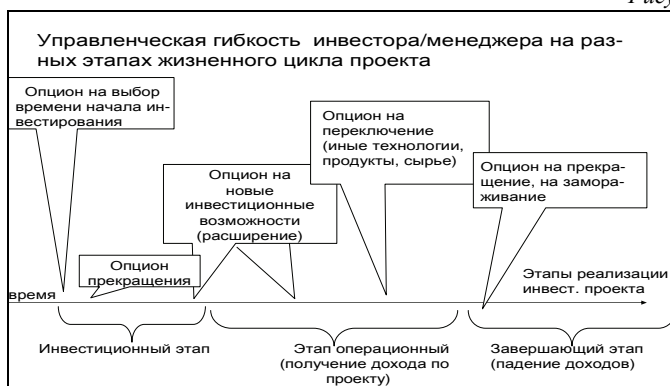 Рису
Управленческая гибкость инвестора/менеджера на раз-
ных этапах жизненного цикла проекта
Опцион на выбор
времени начала ин-
вестирования
Опцион на
переключение
(иные технологии,
продукты, сырье)
Опцион на прекра-
щение, на замора-
живание
Опцион на
новые
инвестиционные
возможности
(расширение)
Опцион
прекращения
Этапы реализации
инвест. проекта
время
Инвестиционный этап
Этап операционный
(получение дохода по
проекту)
Завершающий этап
(падение доходов)